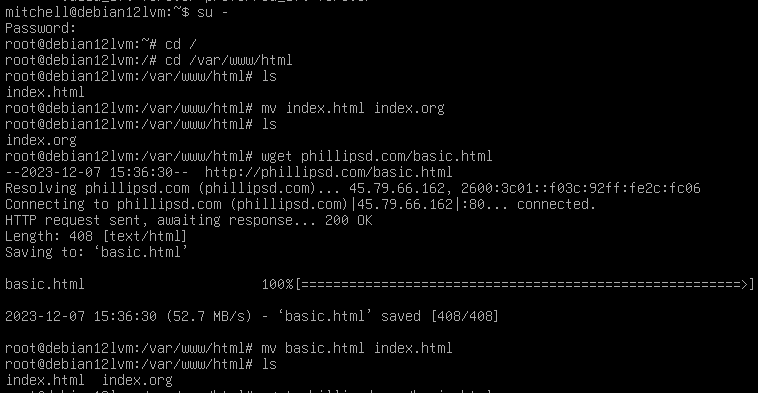 mitchell@debian12lvm:~$ su -
Password:
root@debian12lvm:~# cd /
root@debian12lvm:/# cd /var/www/html
root@debian12lvm:/var/www/html# ls
index.html
root@debian12lvm:/var/www/html# mv index.html index.org
root@debian12lvm:/var/www/html# ls
index.org
root@debian12lvm:/var/www/html# wget phillipsd.com/basic.html
--2023-12-07 15:36:30--  http://phillipsd.com/basic.html
Resolving phillipsd.com (phillipsd.com)... 45.79.66.162, 2600:3c01::f03c:92ff:fe2c:fc06
Connecting to phillipsd.com (phillipsd.com)|45.79.66.162|:80... connected.
HTTP request sent, awaiting response... 200 OK
Length: 408 [text/html]
Saving to: ‘basic.html’
basic.html 100%[=======================================================>]
2023-12-07 15:36:30 (52.7 MB/s) - ‘basic.html’ saved [408/408]
root@debian12lvm:/var/www/html# mv basic.html index.html
root@debian12lvm:/var/www/html# ls
index.html  index.org